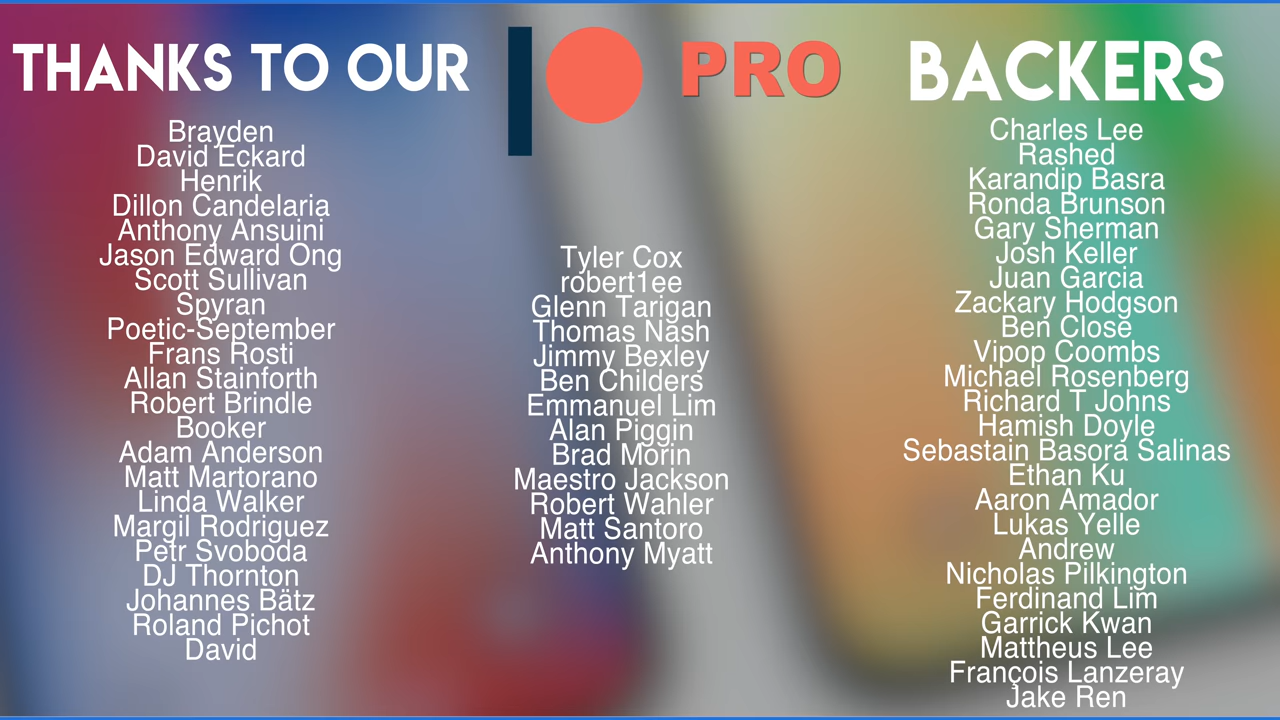 THANKS TO OUR PRO BACKERS
Brayden
David Eckard
Henrik
Dillon Candelaria
Anthony Ansuini
Jason Edward Ong
Scott Sullivan
Spyran
Poetic-September
Frans Rosti
Allan Stainforth
Robert Brindle
Booker
Adam Anderson
Matt Martorano
Linda Walker
Margil Rodriguez
Petr Svoboda
DJ Thornton
Johannes Bätz
Roland Pichot
David
Tyler Cox
robert1ee
Glenn Tarigan
Thomas Nash
Jimmy Bexley
Ben Childers
Emmanuel Lim
Alan Piggin
Brad Morin
Maestro Jackson
Robert Wahler
Matt Santoro
Anthony Myatt
Charles Lee
Rashed
Karandip Basra
Ronda Brunson
Gary Sherman
Josh Keller
Juan Garcia
Zackary Hodgson
Ben Close
Vipop Coombs
Michael Rosenberg
Richard T Johns
Hamish Doyle
Sebastain Basora Salinas
Ethan Ku
Aaron Amador
Lukas Yelle
Andrew
Nicholas Pilkington
Ferdinand Lim
Garrick Kwan
Mattheus Lee
François Lanzeray
Jake Ren